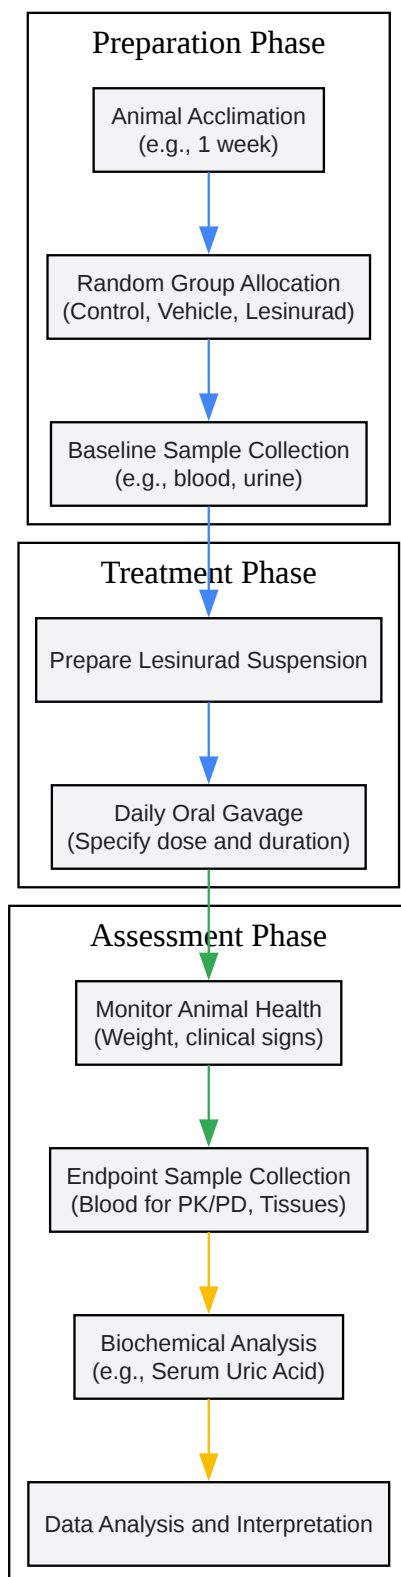 Preparation Phase
Animal Acclimation
(e.g., 1 week)
Random Group Allocation
(Control, Vehicle, Lesinurad)
Baseline Sample Collection
(e.g., blood, urine)
Treatment Phase
Prepare Lesinurad Suspension
Daily Oral Gavage
(Specify dose and duration)
Assessment Phase
Monitor Animal Health
(Weight, clinical signs)
Endpoint Sample Collection
(Blood for PK/PD, Tissues)
Biochemical Analysis
(e.g., Serum Uric Acid)
Data Analysis and Interpretation